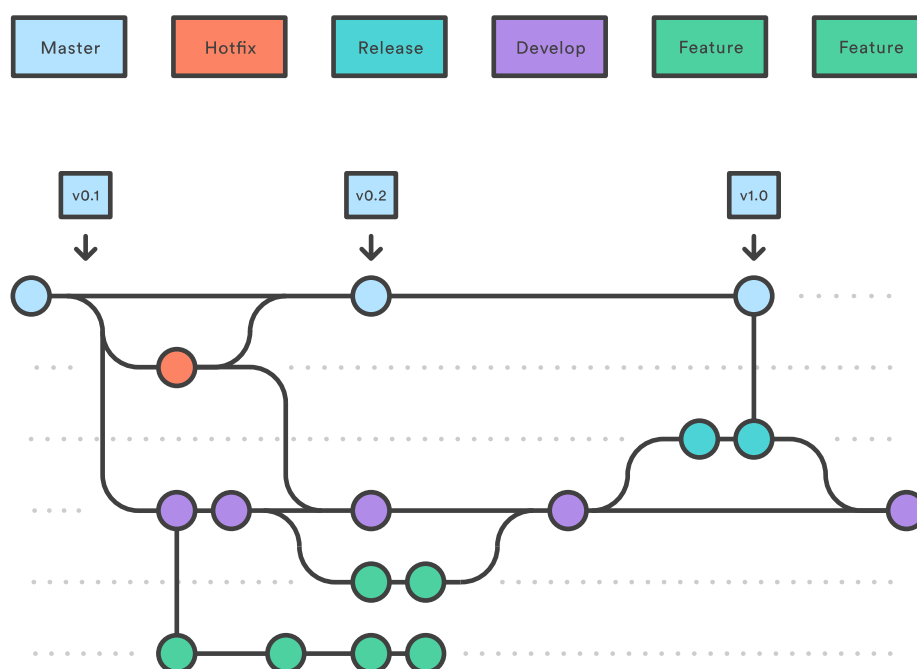 Master
Hotfix
Release
Develop
Feature
Feature
v0.1
v0.2
v1.0